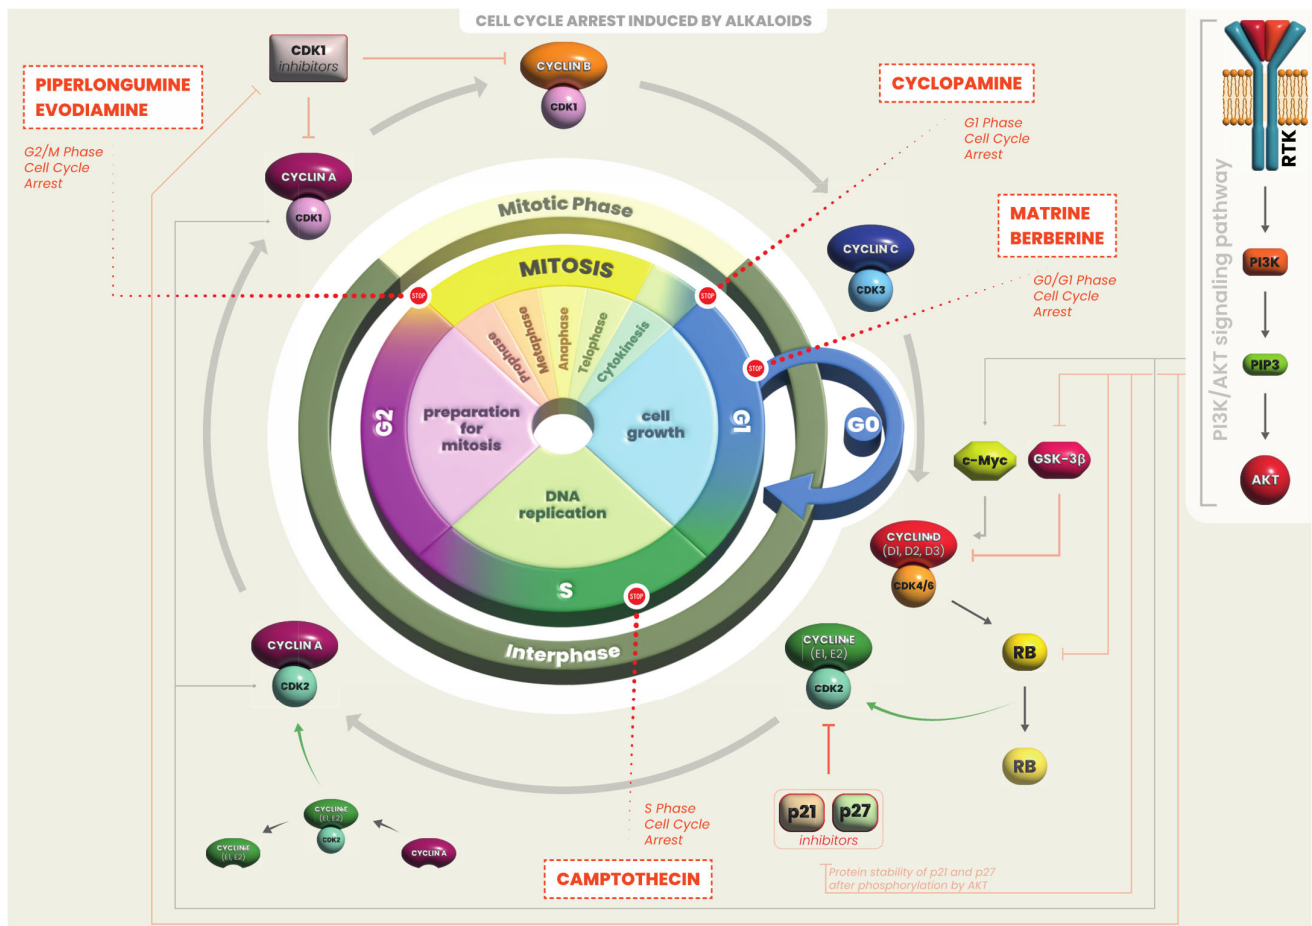 CELL CYCLE ARREST INDUCED BY ALKALOIDS
CDK1
inhibitors
PIPERLONGUMINE
EVODIAMINE
G2/M Phase
Cell Cycle
Arrest
CYCLIN B
CDK1
CYCLOPAMINE
G1 Phase
Cell Cycle
Arrest
CYCLIN A
CDK1
MATRINE
BERBERINE
G0/G1 Phase
Cell Cycle
Arrest
CYCLIN C
CDK3
Mitotic Phase
MITOSIS
STOP
STOP
STOP
Prophase
Metaphase
Anaphase
Telophase
Cytokinesis
G2
preparation
for
mitosis
cell
growth
G1
G0
DNA
replication
S
STOP
Interphase
RTK
PI3K/AKT signaling pathway
PI3K
PIP3
AKT
c-Myc
GSK-3β
CYCLIN D
(D1, D2, D3)
CDK4/6
RB
RB
CYCLIN E
(E1, E2)
CDK2
CYCLIN A
CDK2
CYCLIN E
(E1, E2)
CDK2
CYCLIN E
(E1, E2)
CYCLIN A
p21
p27
inhibitors
Protein stability of p21 and p27
after phosphorylation by AKT
S Phase
Cell Cycle
Arrest
CAMPTOTHECIN